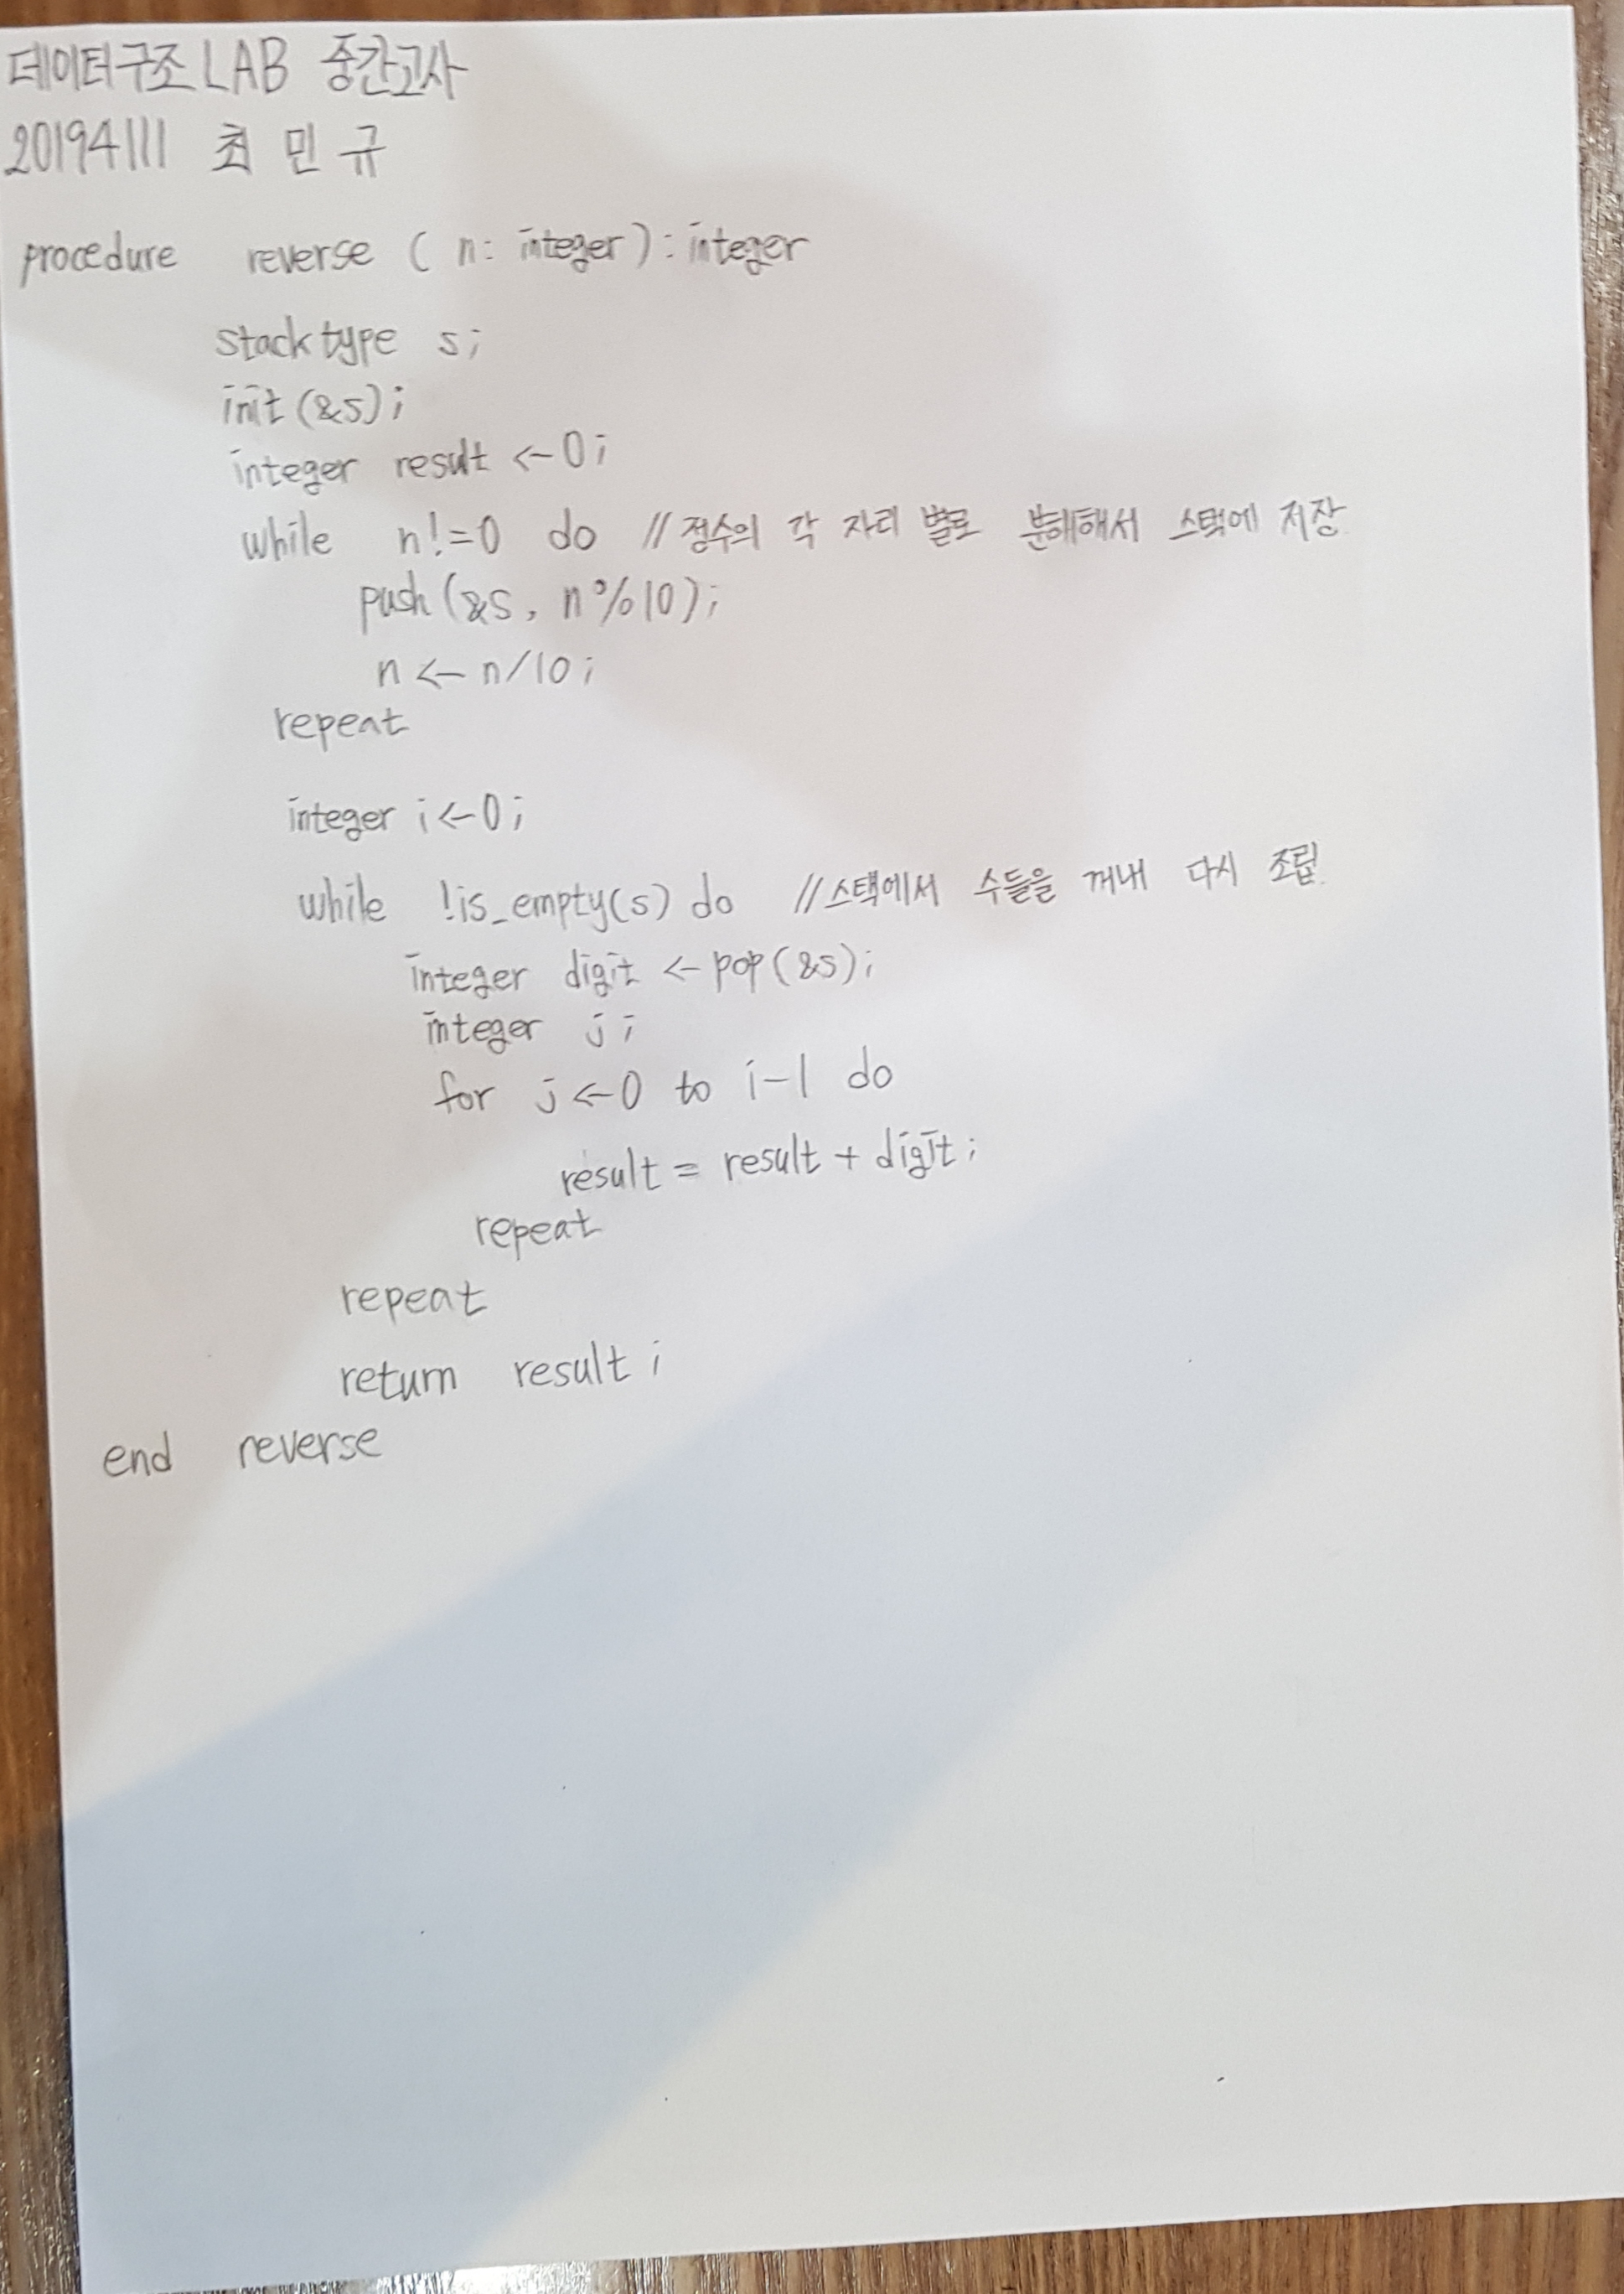 데이터구조 LAB 중간고사
20194111 최민규
procedure reverse ( n: integer ) : integer
stack type s;
init (&s);
integer result <- 0;
while n!=0 do // 정수의 각 자리 별로 분해해서 스택에 저장.
push (&s, n%10);
n <- n/10;
repeat
integer i <- 0;
while !is_empty(s) do // 스택에서 수들을 꺼내 다시 조립.
integer digit <- pop(&s);
integer j;
for j <- 0 to i-1 do
result = result + digit;
repeat
repeat
return result;
end reverse